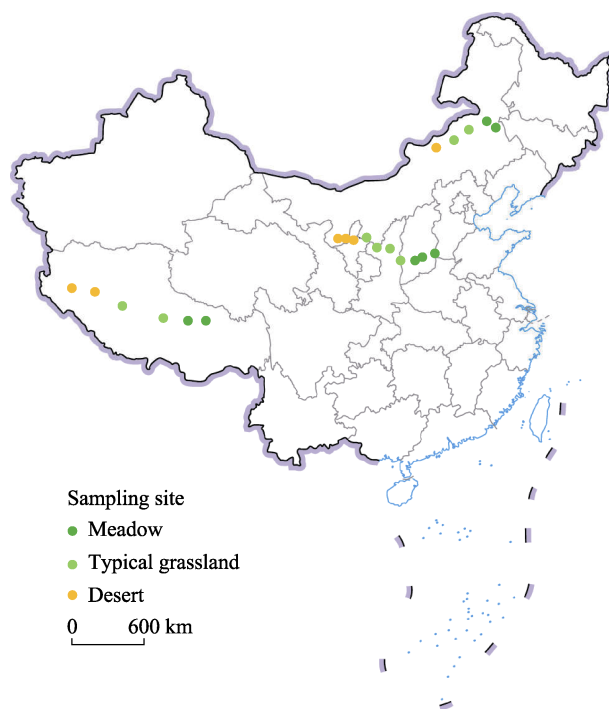 Sampling site
Meadow
Typical grassland
Desert
0 600 km